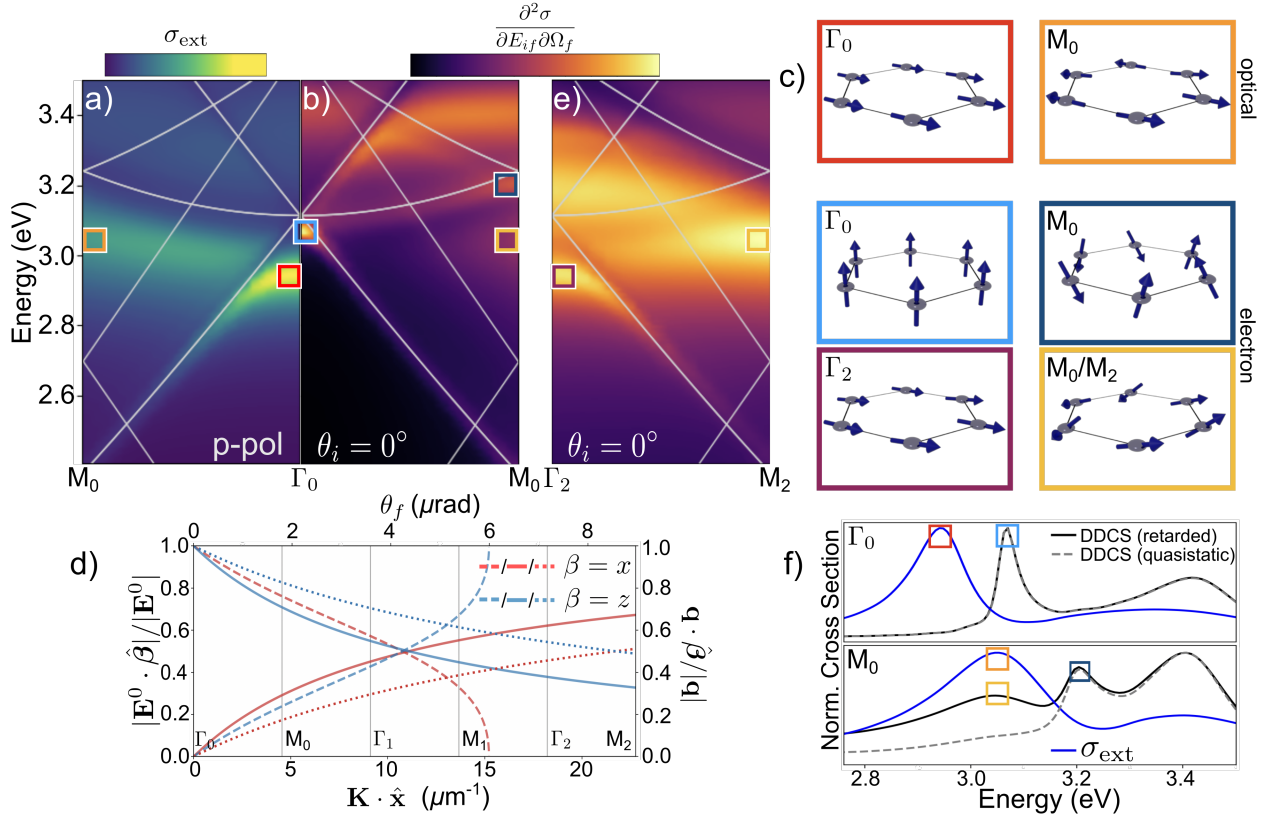 σext
∂²σ
∂Eif∂Ωf
a)
b)
e)
c)
Γ0
M0
optical
3.4
3.2
3.0
2.8
2.6
Energy (eV)
p-pol
θi = 0°
θi = 0°
M0
Γ0
M0
Γ2
M2
Γ0
M0
Γ2
M0/M2
electron
θf (μrad)
0
2
4
6
8
d)
1.0
0.8
0.6
0.4
0.2
0.0
|E⁰ · β̂|/|E⁰|
β = x
β = z
1.0
0.8
0.6
0.4
0.2
0.0
q · β̂/|q|
Γ0
M0
Γ1
M1
Γ2
M2
0
5
10
15
20
K · x̂ (μm⁻¹)
f)
Γ0
DDCS (retarded)
DDCS (quasistatic)
M0
σext
Norm. Cross Section
2.8
3.0
3.2
3.4
Energy (eV)